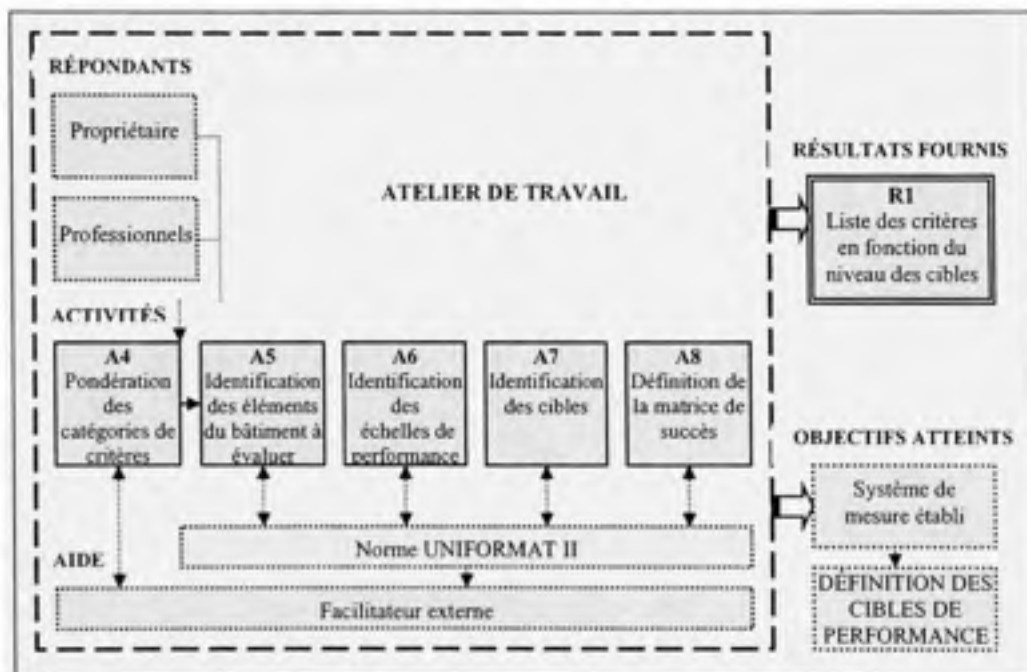 RÉPONDANTS
Propriétaire
Professionnels
ATELIER DE TRAVAIL
RÉSULTATS FOURNIS
R1
Liste des critères
en fonction du
niveau des cibles
ACTIVITÉS
A4
Pondération
des
catégories de
critères
A5
Identification
des éléments
du bâtiment à
évaluer
A6
Identification
des
échelles de
performance
A7
Identification
des cibles
A8
Définition de
la matrice de
succès
OBJECTIFS ATTEINTS
Système de
mesure établi
DÉFINITION DES
CIBLES DE
PERFORMANCE
AIDE
Norme UNIFORMAT II
Facilitateur externe